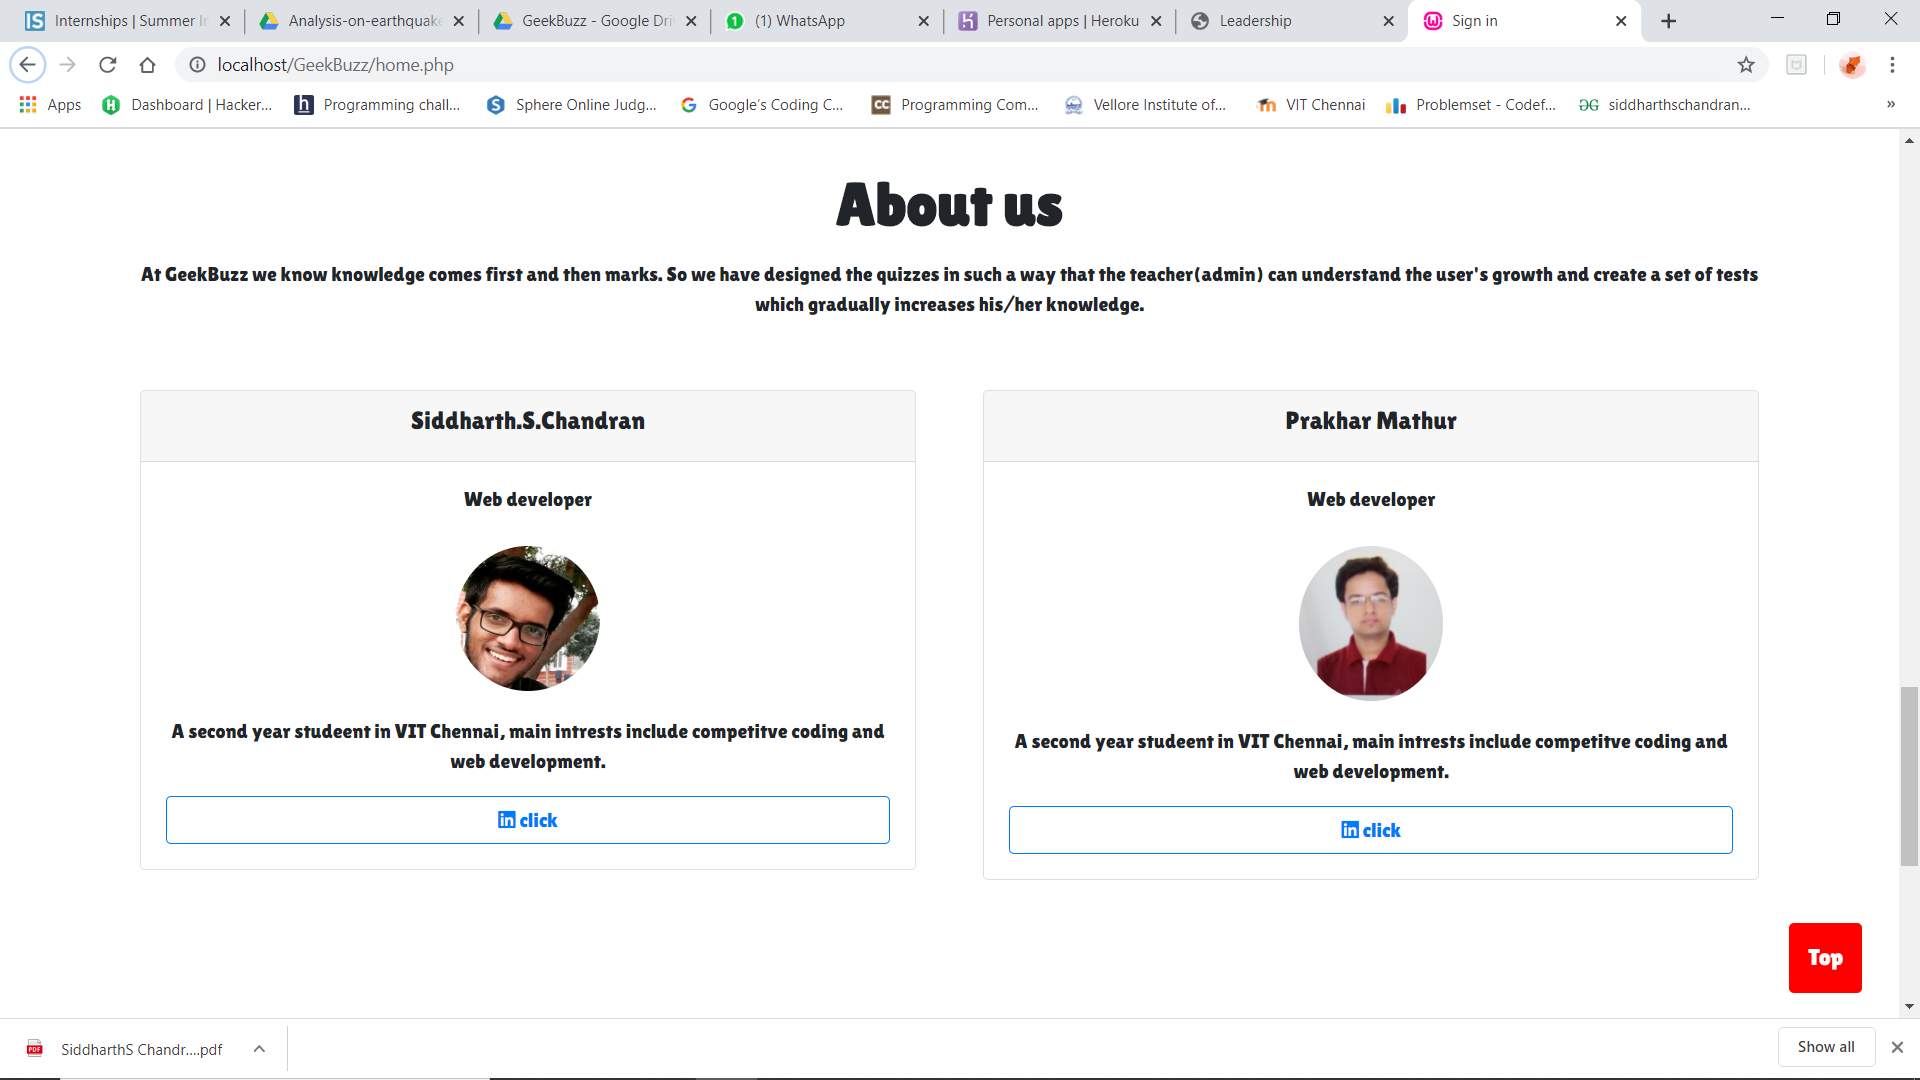 Internships | Summer I
Analysis-on-earthquake
GeekBuzz - Google Dri
(1) WhatsApp
Personal apps | Heroku
Leadership
Sign in
localhost/GeekBuzz/home.php
Apps
Dashboard | Hacker...
Programming chall...
Sphere Online Judg...
Google's Coding C...
Programming Com...
Vellore Institute of...
VIT Chennai
Problemset - Codef...
siddharthschandran...
About us
At GeekBuzz we know knowledge comes first and then marks. So we have designed the quizzes in such a way that the teacher(admin) can understand the user's growth and create a set of tests
which gradually increases his/her knowledge.
Siddharth.S.Chandran
Web developer
A second year studeent in VIT Chennai, main intrests include competitve coding and
web development.
in click
Prakhar Mathur
Web developer
A second year studeent in VIT Chennai, main intrests include competitve coding and
web development.
in click
Top
SiddharthS Chandr....pdf
Show all